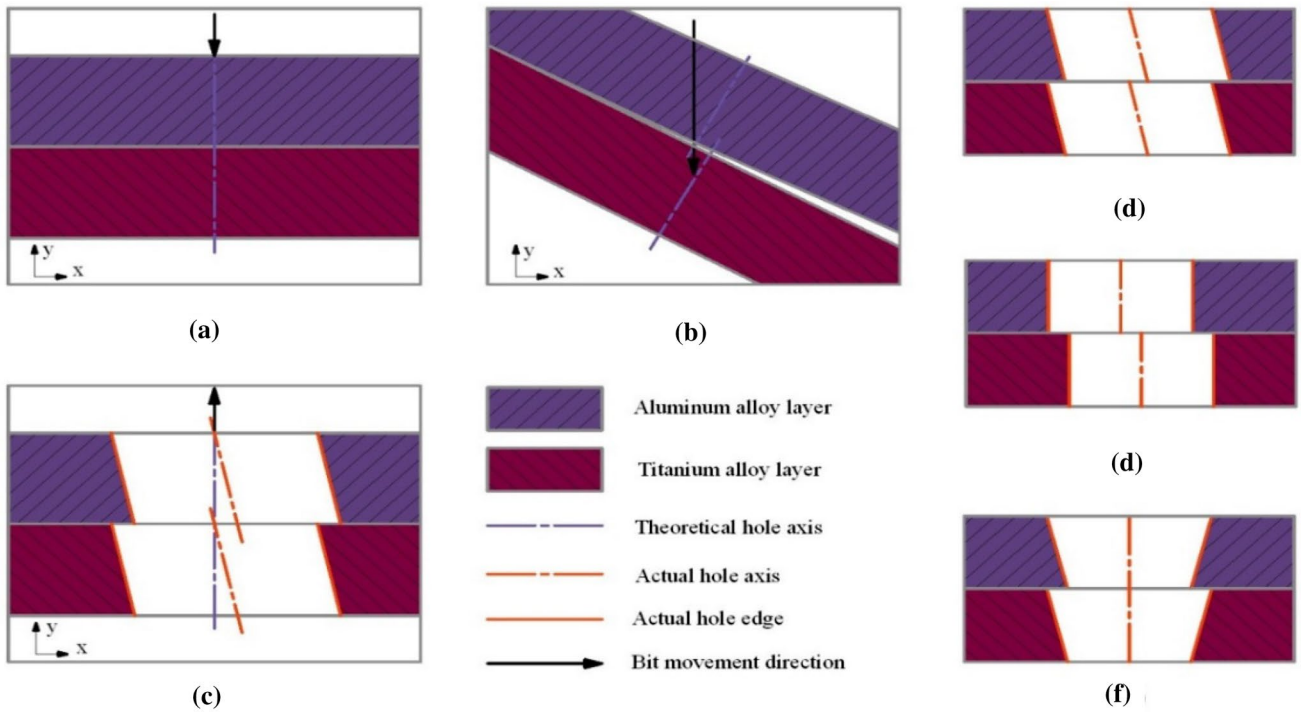 y
x
(a)
y
x
(b)
(d)
(d)
y
x
(c)
Aluminum alloy layer
Titanium alloy layer
Theoretical hole axis
Actual hole axis
Actual hole edge
Bit movement direction
(f)